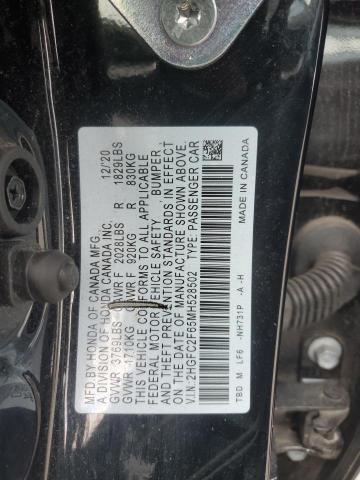 MFD. BY HONDA OF CANADA MFG. 12/20
A DIVISION OF HONDA CANADA INC.
GVWR 3769LBS GAWR F 2028LBS R 1829LBS
GVWR 1710KG GAWR F 920KG R 830KG
THIS VEHICLE CONFORMS TO ALL APPLICABLE
FEDERAL MOTOR VEHICLE SAFETY, BUMPER,
AND THEFT PREVENTION STANDARDS IN EFFECT
ON THE DATE OF MANUFACTURE SHOWN ABOVE.
V.I.N: 2HGFC2F65MH528502 TYPE: PASSENGER CAR
TBD M LF6 -NH731P -A -H MADE IN CANADA